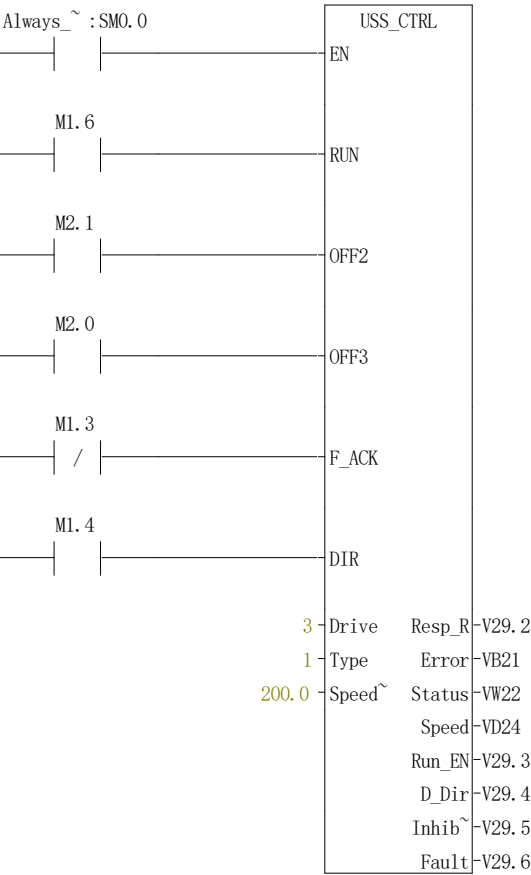 Always_~ :SM0.0
USS_CTRL
EN
M1.6
RUN
M2.1
OFF2
M2.0
OFF3
M1.3
/
F_ACK
M1.4
DIR
3 Drive Resp_R V29.2
1 Type Error VB21
200.0 Speed~ Status VW22
Speed VD24
Run_EN V29.3
D_Dir V29.4
Inhib~ V29.5
Fault V29.6